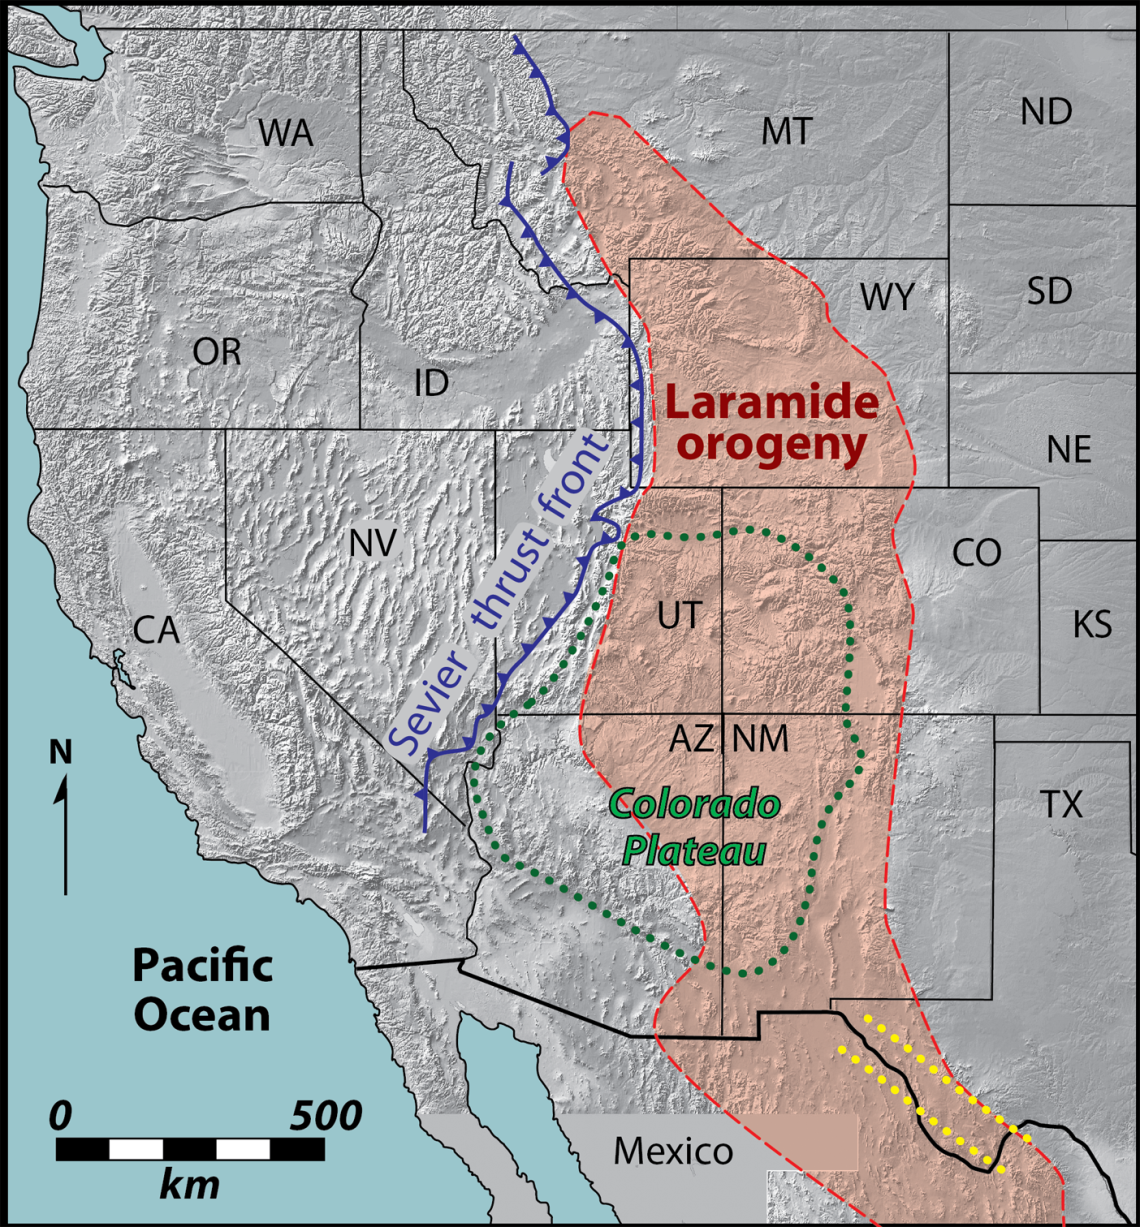 WA
MT
ND
OR
ID
WY
SD
Laramide
orogeny
NE
NV
Sevier thrust front
CO
CA
UT
KS
N
AZ
NM
Colorado
Plateau
TX
Pacific
Ocean
0 500
km
Mexico